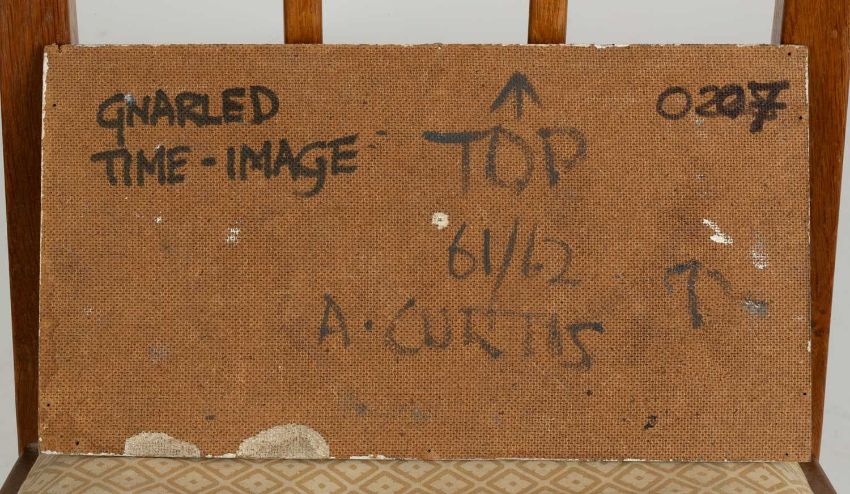 GNARLED
TIME - IMAGE
TOP
0207
61/62
A. CURTIS